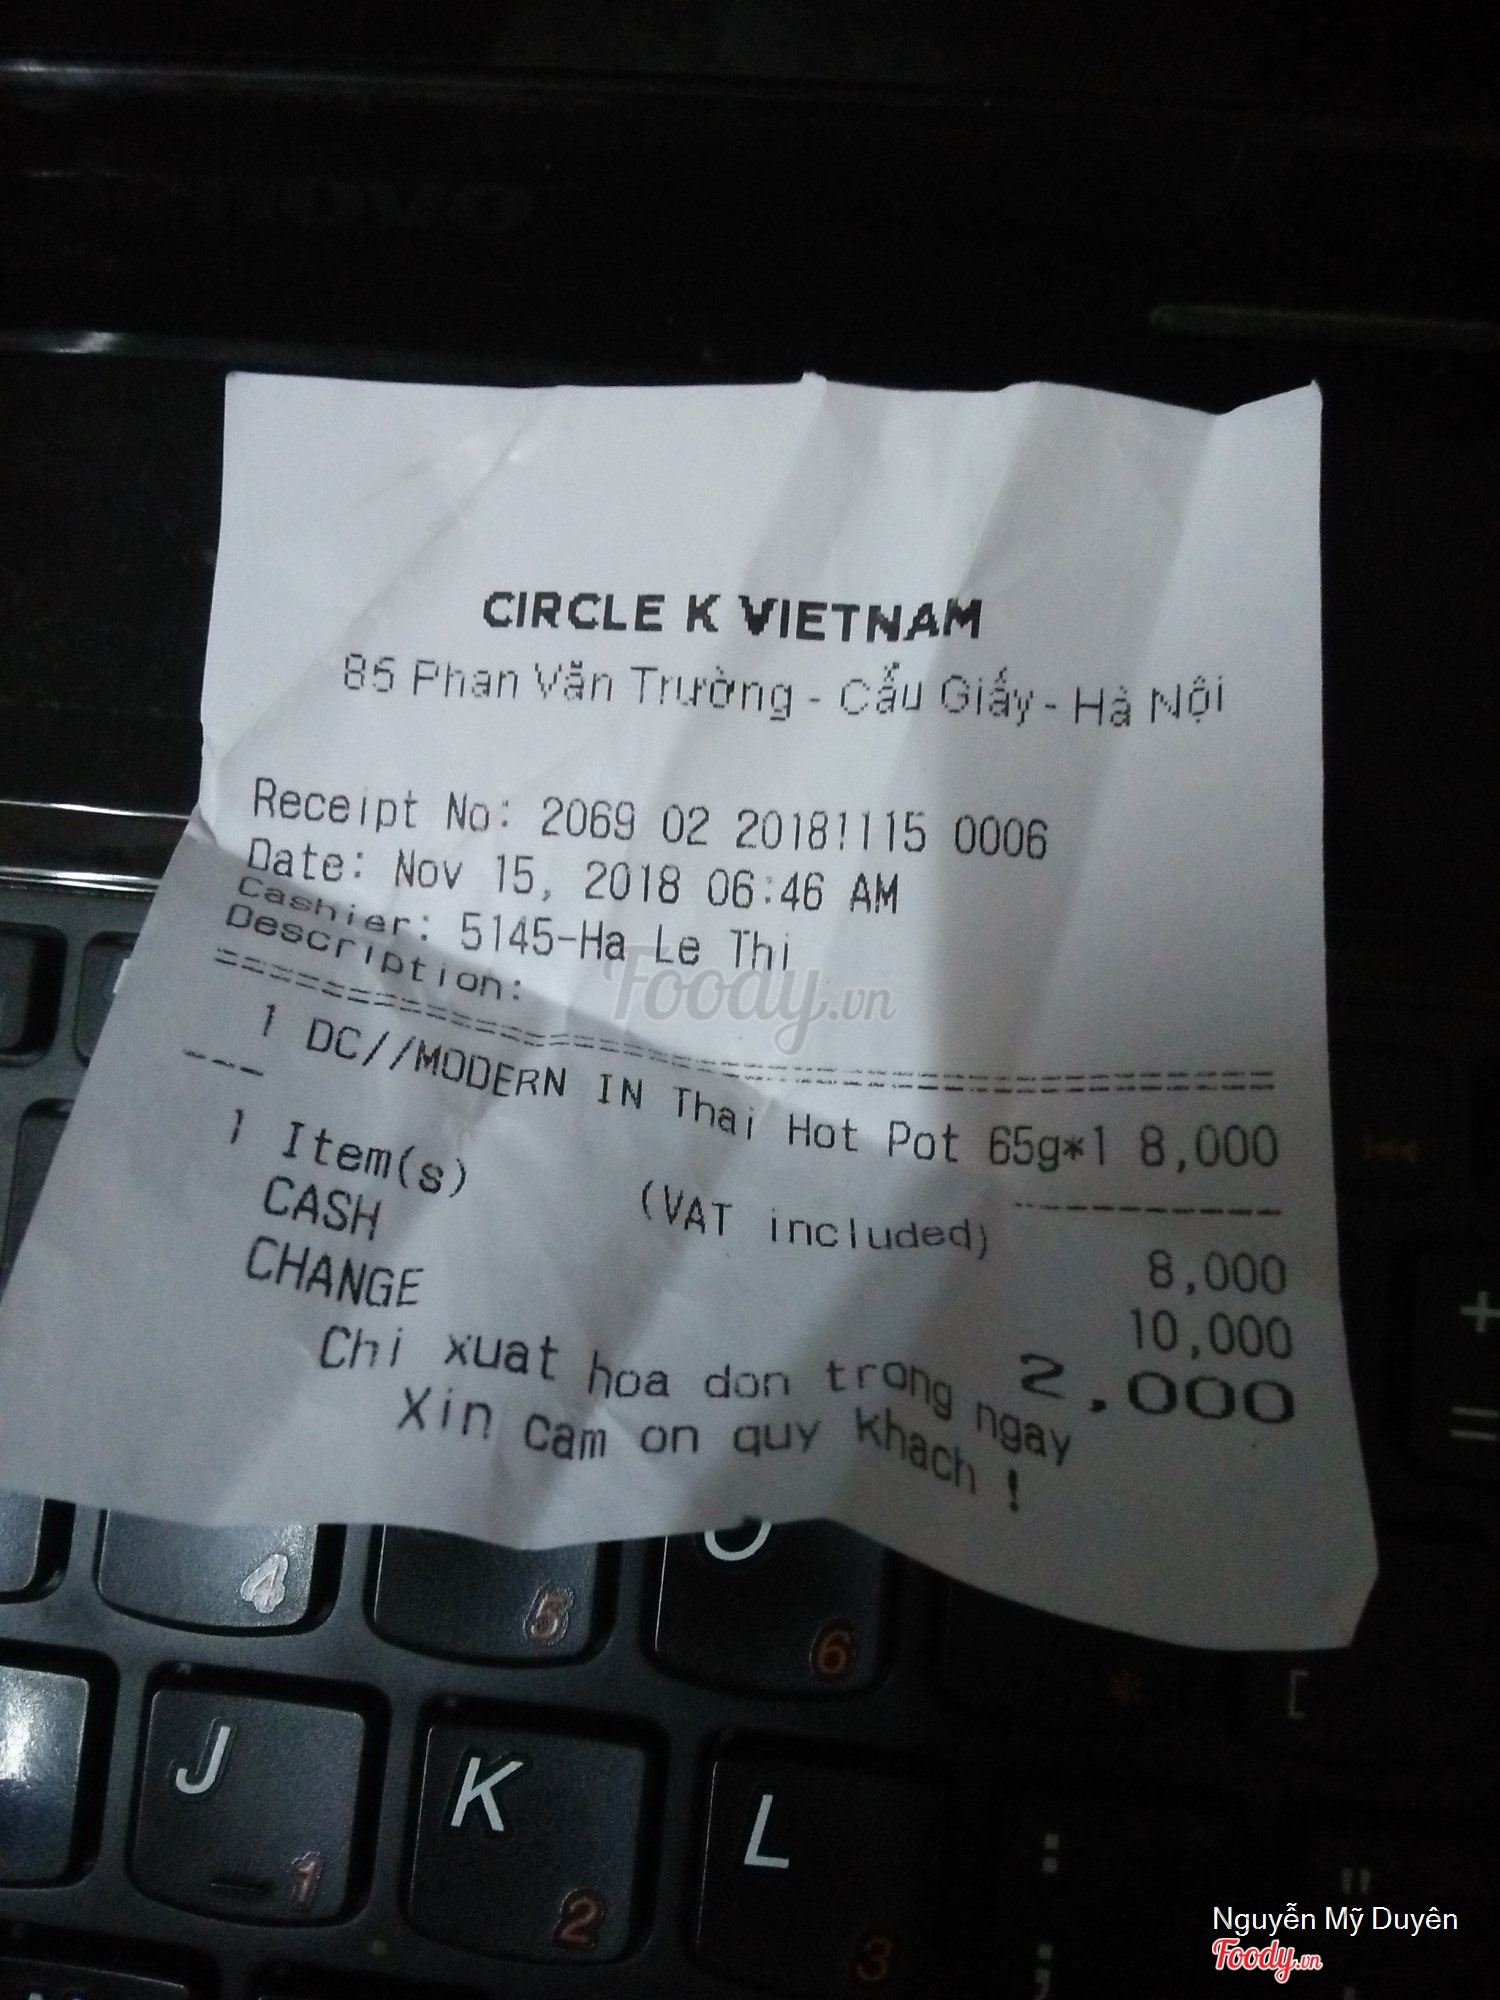 CIRCLE K VIETNAM
85 Phan Văn Trường - Cầu Giấy - Hà Nội
Receipt No: 2069 02 20181115 0006
Date: Nov 15, 2018 06:46 AM
Cashier: 5145-Ha Le Thi
Description:
1 DC//MODERN IN Thai Hot Pot 65g*1 8,000
1 Item(s) (VAT included) 8,000
CASH 10,000
CHANGE 2,000
Chi xuat hoa don trong ngay
Xin cam on quy khach !
Foody.vn
+
=
4
5
O 6
* [
J 1
K 2
L 3
: "
;
Nguyễn Mỹ Duyên
Foody.vn
lenovo